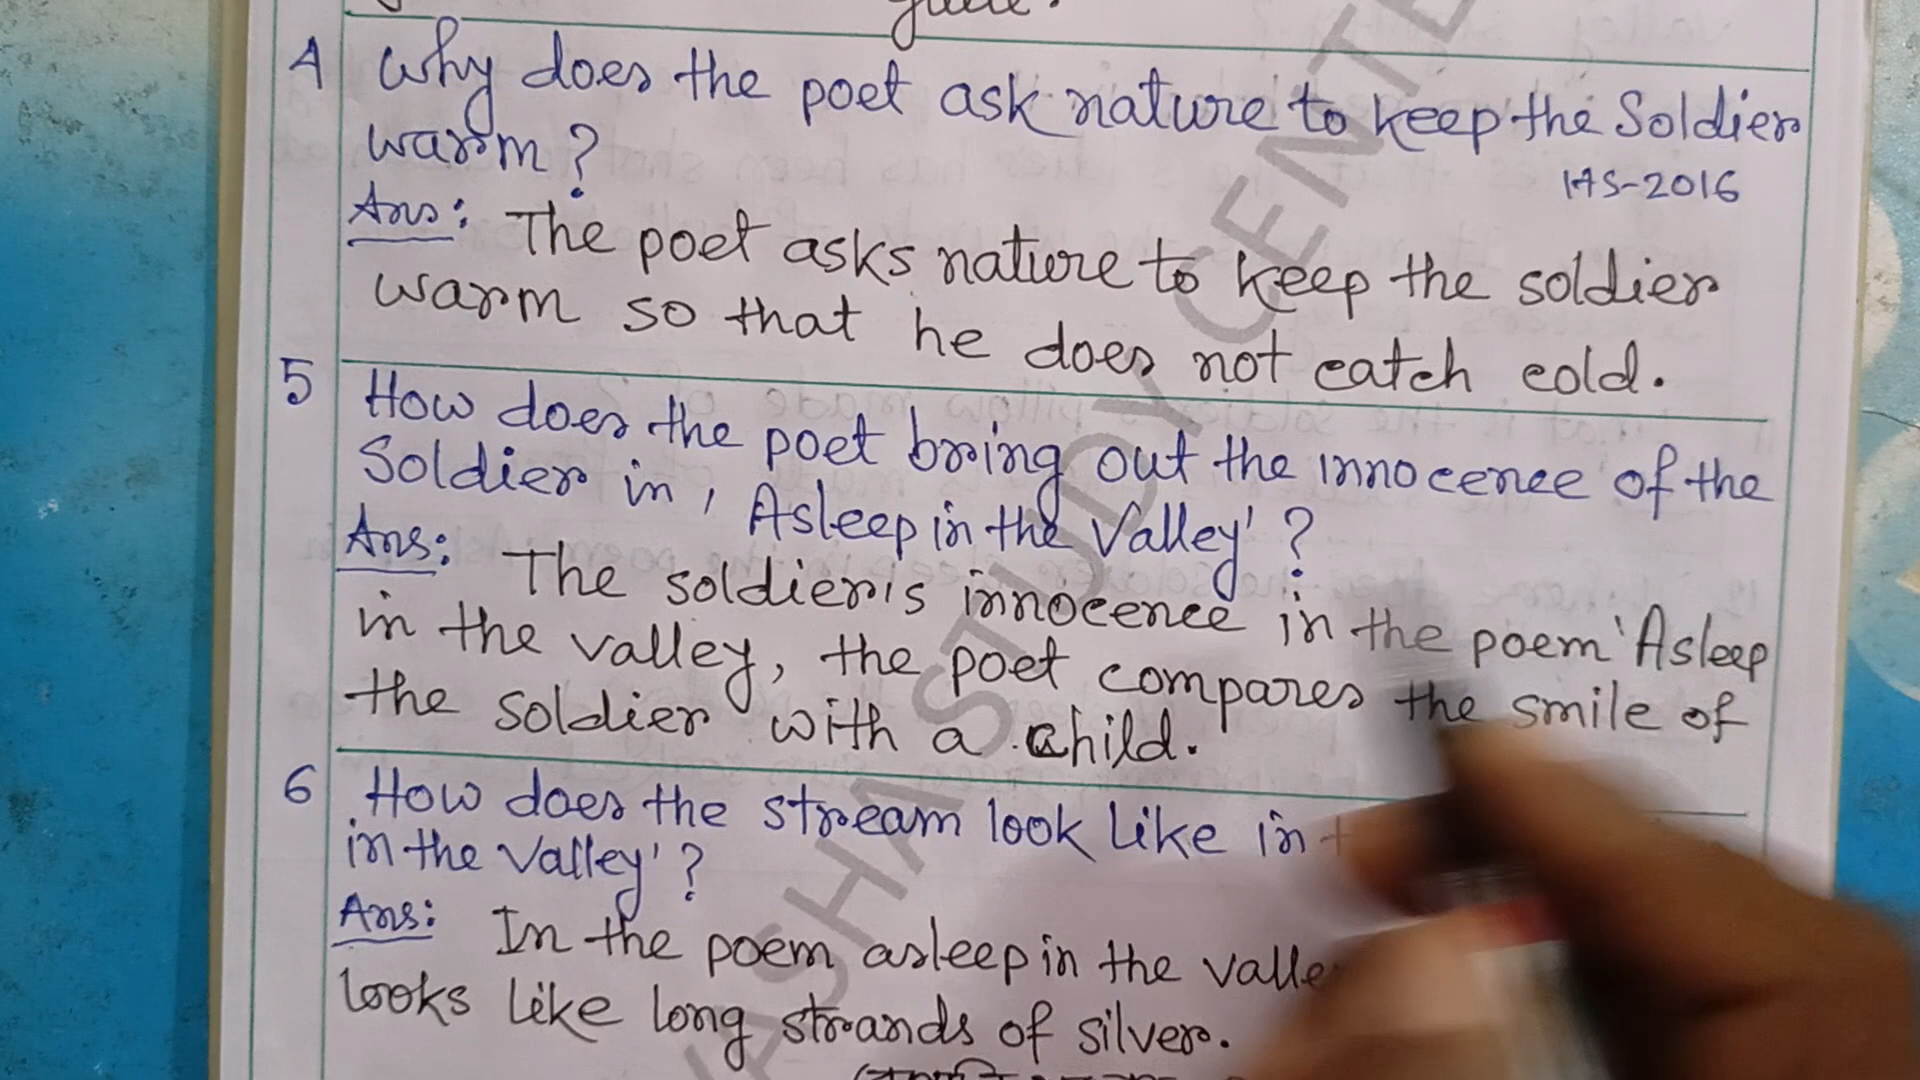 A Why does the poet ask nature to keep the Soldier
warm?
HS-2016
Ans: The poet asks nature to keep the soldier
warm so that he does not catch cold.
5 How does the poet bring out the innocence of the
Soldier in, Asleep in the Valley'?
Ans: The soldier's innocence in the poem 'Asleep
in the valley, the poet compares the smile of
the soldier with a child.
6 How does the stream look like in
in the Valley'?
Ans: In the poem asleep in the
looks like long strands of silver.
ASHA STUDY CENTE